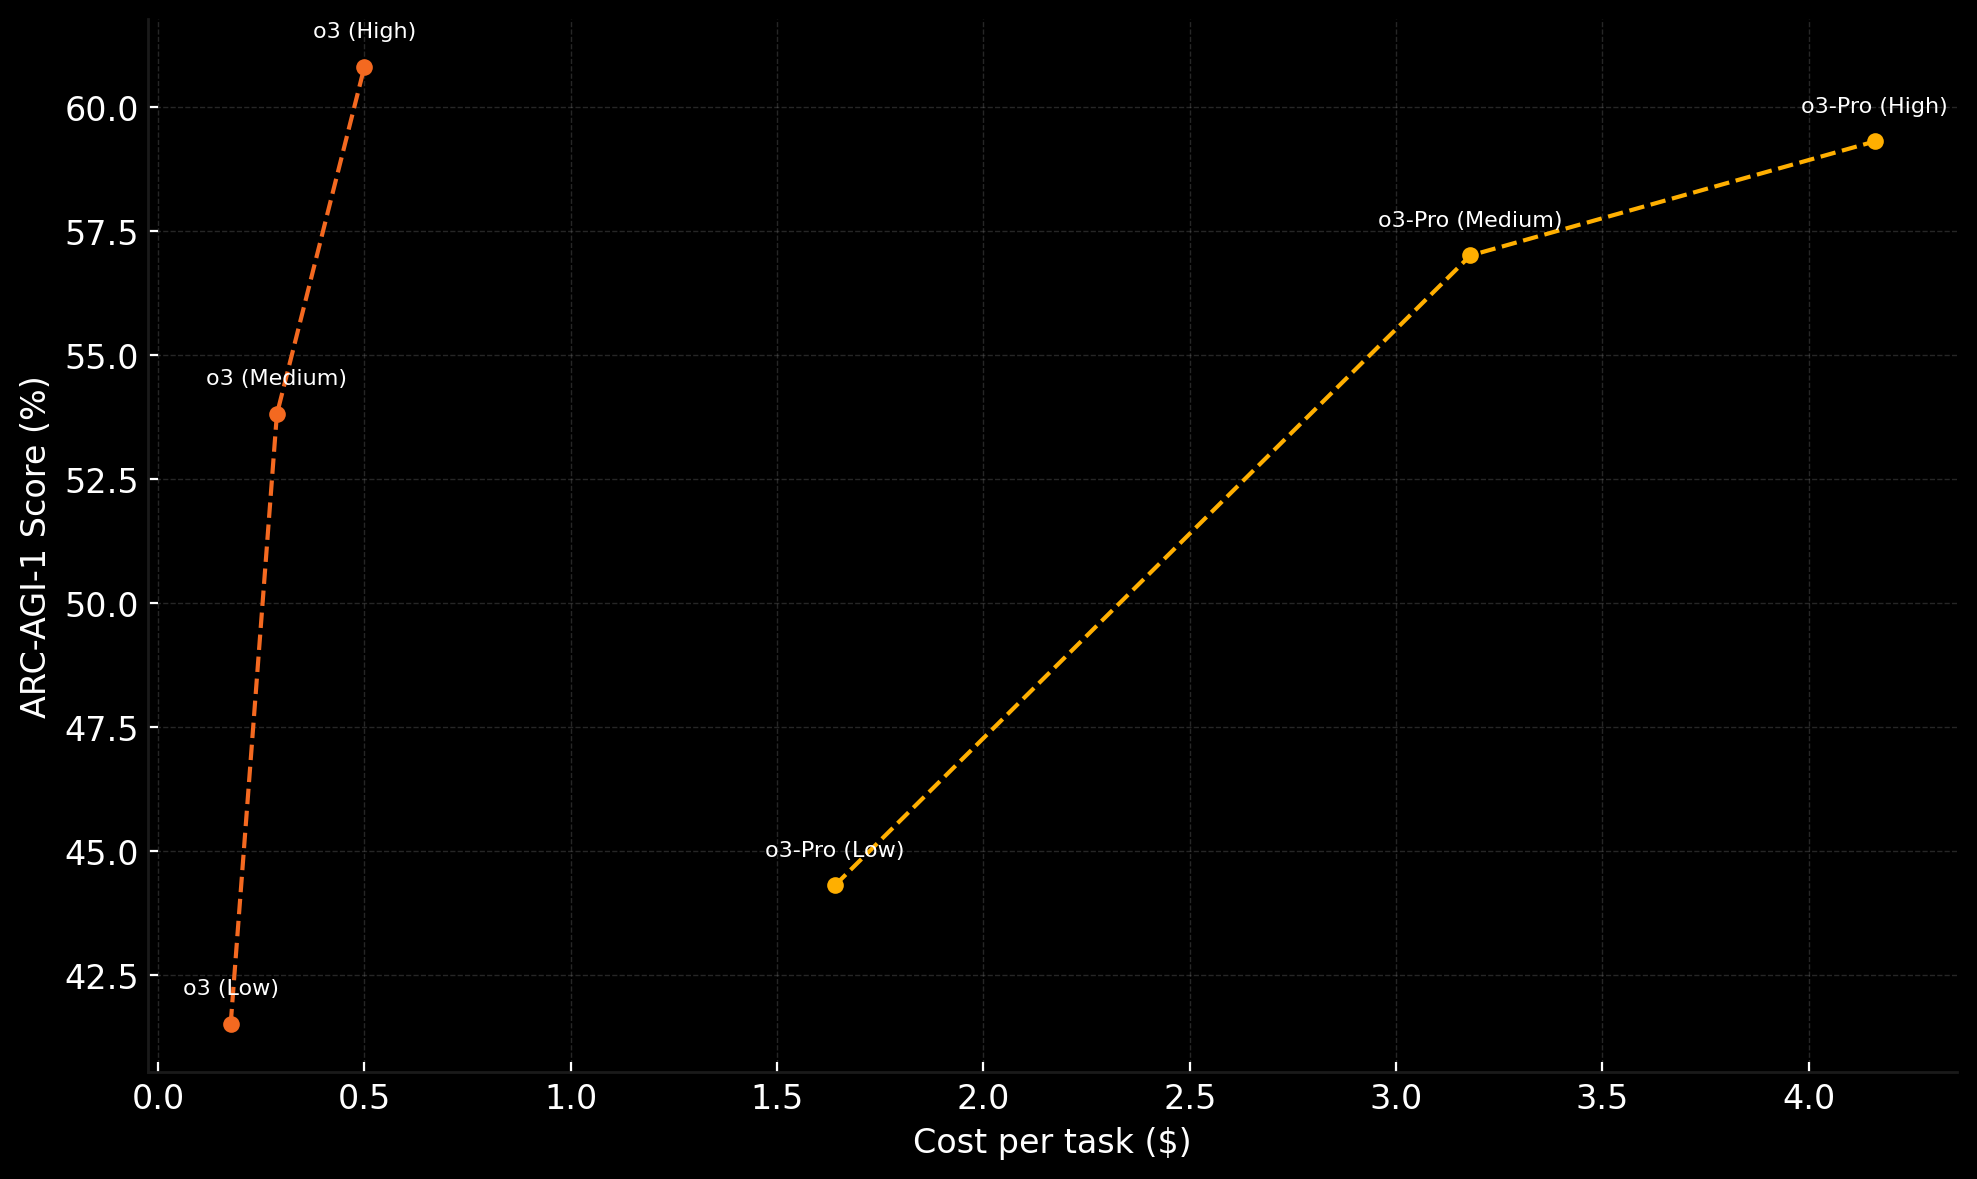 o3 (High)
60.0
o3-Pro (High)
57.5
o3-Pro (Medium)
55.0
o3 (Medium)
52.5
50.0
47.5
45.0
o3-Pro (Low)
42.5
o3 (Low)
ARC-AGI-1 Score (%)
0.0 0.5 1.0 1.5 2.0 2.5 3.0 3.5 4.0
Cost per task ($)